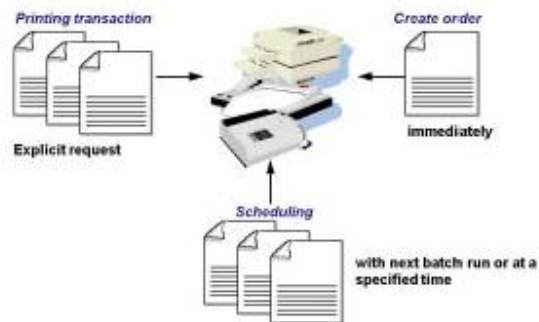 Printing transaction
Create order
Explicit request
immediately
Scheduling
with next batch run or at a
specified time